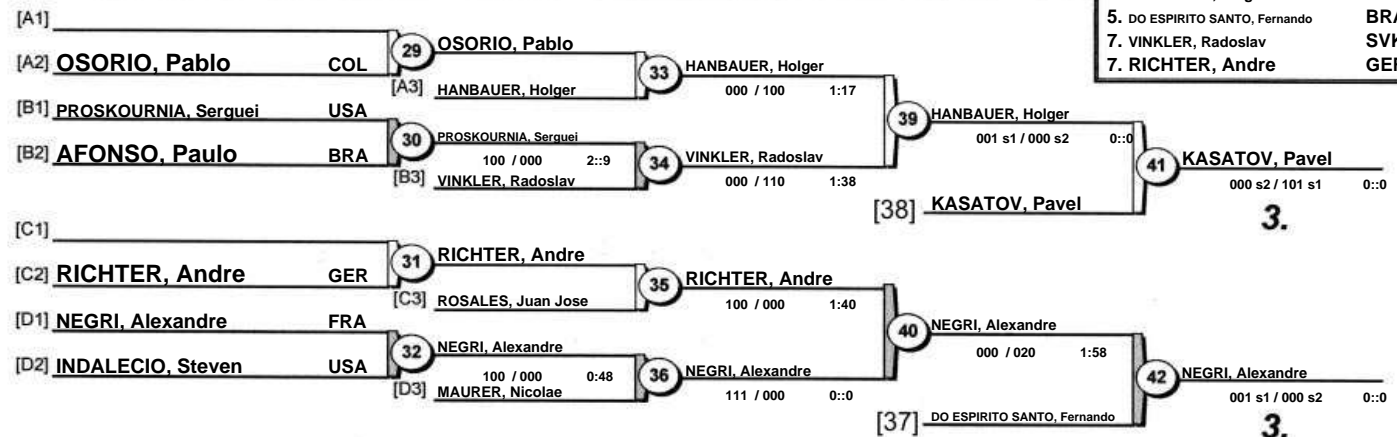 5. DO ESPIRITO SANTO, Fernando BRA
7. VINKLER, Radoslav SVK
7. RICHTER, Andre GER
[A1]
[A2] OSORIO, Pablo COL
29
[A3]
OSORIO, Pablo
HANBAUER, Holger
33
HANBAUER, Holger
000 / 100 1:17
[B1] PROSKOURNIA, Serguei USA
[B2] AFONSO, Paulo BRA
30
[B3]
PROSKOURNIA, Serguei
100 / 000 2::9
VINKLER, Radoslav
34
VINKLER, Radoslav
000 / 110 1:38
39
HANBAUER, Holger
001 s1 / 000 s2 0::0
[38] KASATOV, Pavel
41
KASATOV, Pavel
000 s2 / 101 s1 0::0
3.
[C1]
[C2] RICHTER, Andre GER
31
[C3]
RICHTER, Andre
ROSALES, Juan Jose
35
RICHTER, Andre
100 / 000 1:40
[D1] NEGRI, Alexandre FRA
[D2] INDALECIO, Steven USA
32
[D3]
NEGRI, Alexandre
100 / 000 0:48
MAURER, Nicolae
36
NEGRI, Alexandre
111 / 000 0::0
40
NEGRI, Alexandre
000 / 020 1:58
[37] DO ESPIRITO SANTO, Fernando
42
NEGRI, Alexandre
001 s1 / 000 s2 0::0
3.